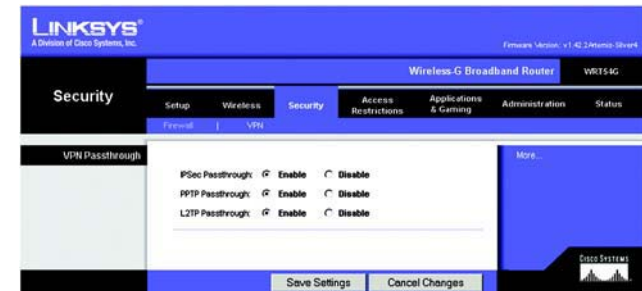 LINKSYS®
A Division of Cisco Systems, Inc.
Firmware Version: v1.42.2
Wireless-G Broadband Router WRT54G
Security
Setup Wireless Security Access Restrictions Applications & Gaming Administration Status
Firewall | VPN
VPN Passthrough
More...
IPSec Passthrough: Enable Disable
PPTP Passthrough: Enable Disable
L2TP Passthrough: Enable Disable
CISCO SYSTEMS
Save Settings Cancel Changes